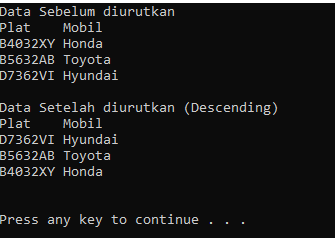 Data Sebelum diurutkan
Plat    Mobil
B4032XY Honda
B5632AB Toyota
D7362VI Hyundai
Data Setelah diurutkan (Descending)
Plat    Mobil
D7362VI Hyundai
B5632AB Toyota
B4032XY Honda
Press any key to continue . . .